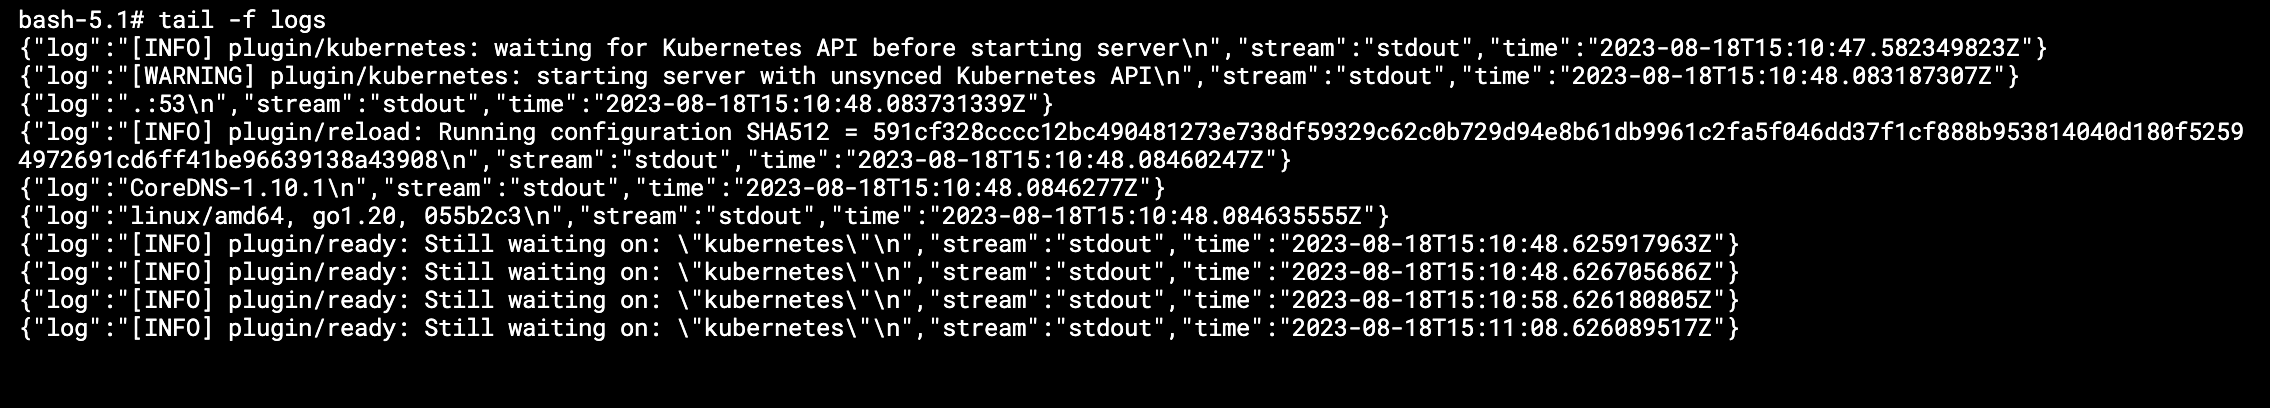 bash-5.1# tail -f logs
{"log":"[INFO] plugin/kubernetes: waiting for Kubernetes API before starting server\n","stream":"stdout","time":"2023-08-18T15:10:47.582349823Z"}
{"log":"[WARNING] plugin/kubernetes: starting server with unsynced Kubernetes API\n","stream":"stdout","time":"2023-08-18T15:10:48.083187307Z"}
{"log":".:53\n","stream":"stdout","time":"2023-08-18T15:10:48.083731339Z"}
{"log":"[INFO] plugin/reload: Running configuration SHA512 = 591cf328cccc12bc490481273e738df59329c62c0b729d94e8b61db9961c2fa5f046dd37f1cf888b953814040d180f5259
4972691cd6ff41be96639138a43908\n","stream":"stdout","time":"2023-08-18T15:10:48.08460247Z"}
{"log":"CoreDNS-1.10.1\n","stream":"stdout","time":"2023-08-18T15:10:48.0846277Z"}
{"log":"linux/amd64, go1.20, 055b2c3\n","stream":"stdout","time":"2023-08-18T15:10:48.084635555Z"}
{"log":"[INFO] plugin/ready: Still waiting on: \"kubernetes\"\n","stream":"stdout","time":"2023-08-18T15:10:48.625917963Z"}
{"log":"[INFO] plugin/ready: Still waiting on: \"kubernetes\"\n","stream":"stdout","time":"2023-08-18T15:10:48.626705686Z"}
{"log":"[INFO] plugin/ready: Still waiting on: \"kubernetes\"\n","stream":"stdout","time":"2023-08-18T15:10:58.626180805Z"}
{"log":"[INFO] plugin/ready: Still waiting on: \"kubernetes\"\n","stream":"stdout","time":"2023-08-18T15:11:08.626089517Z"}